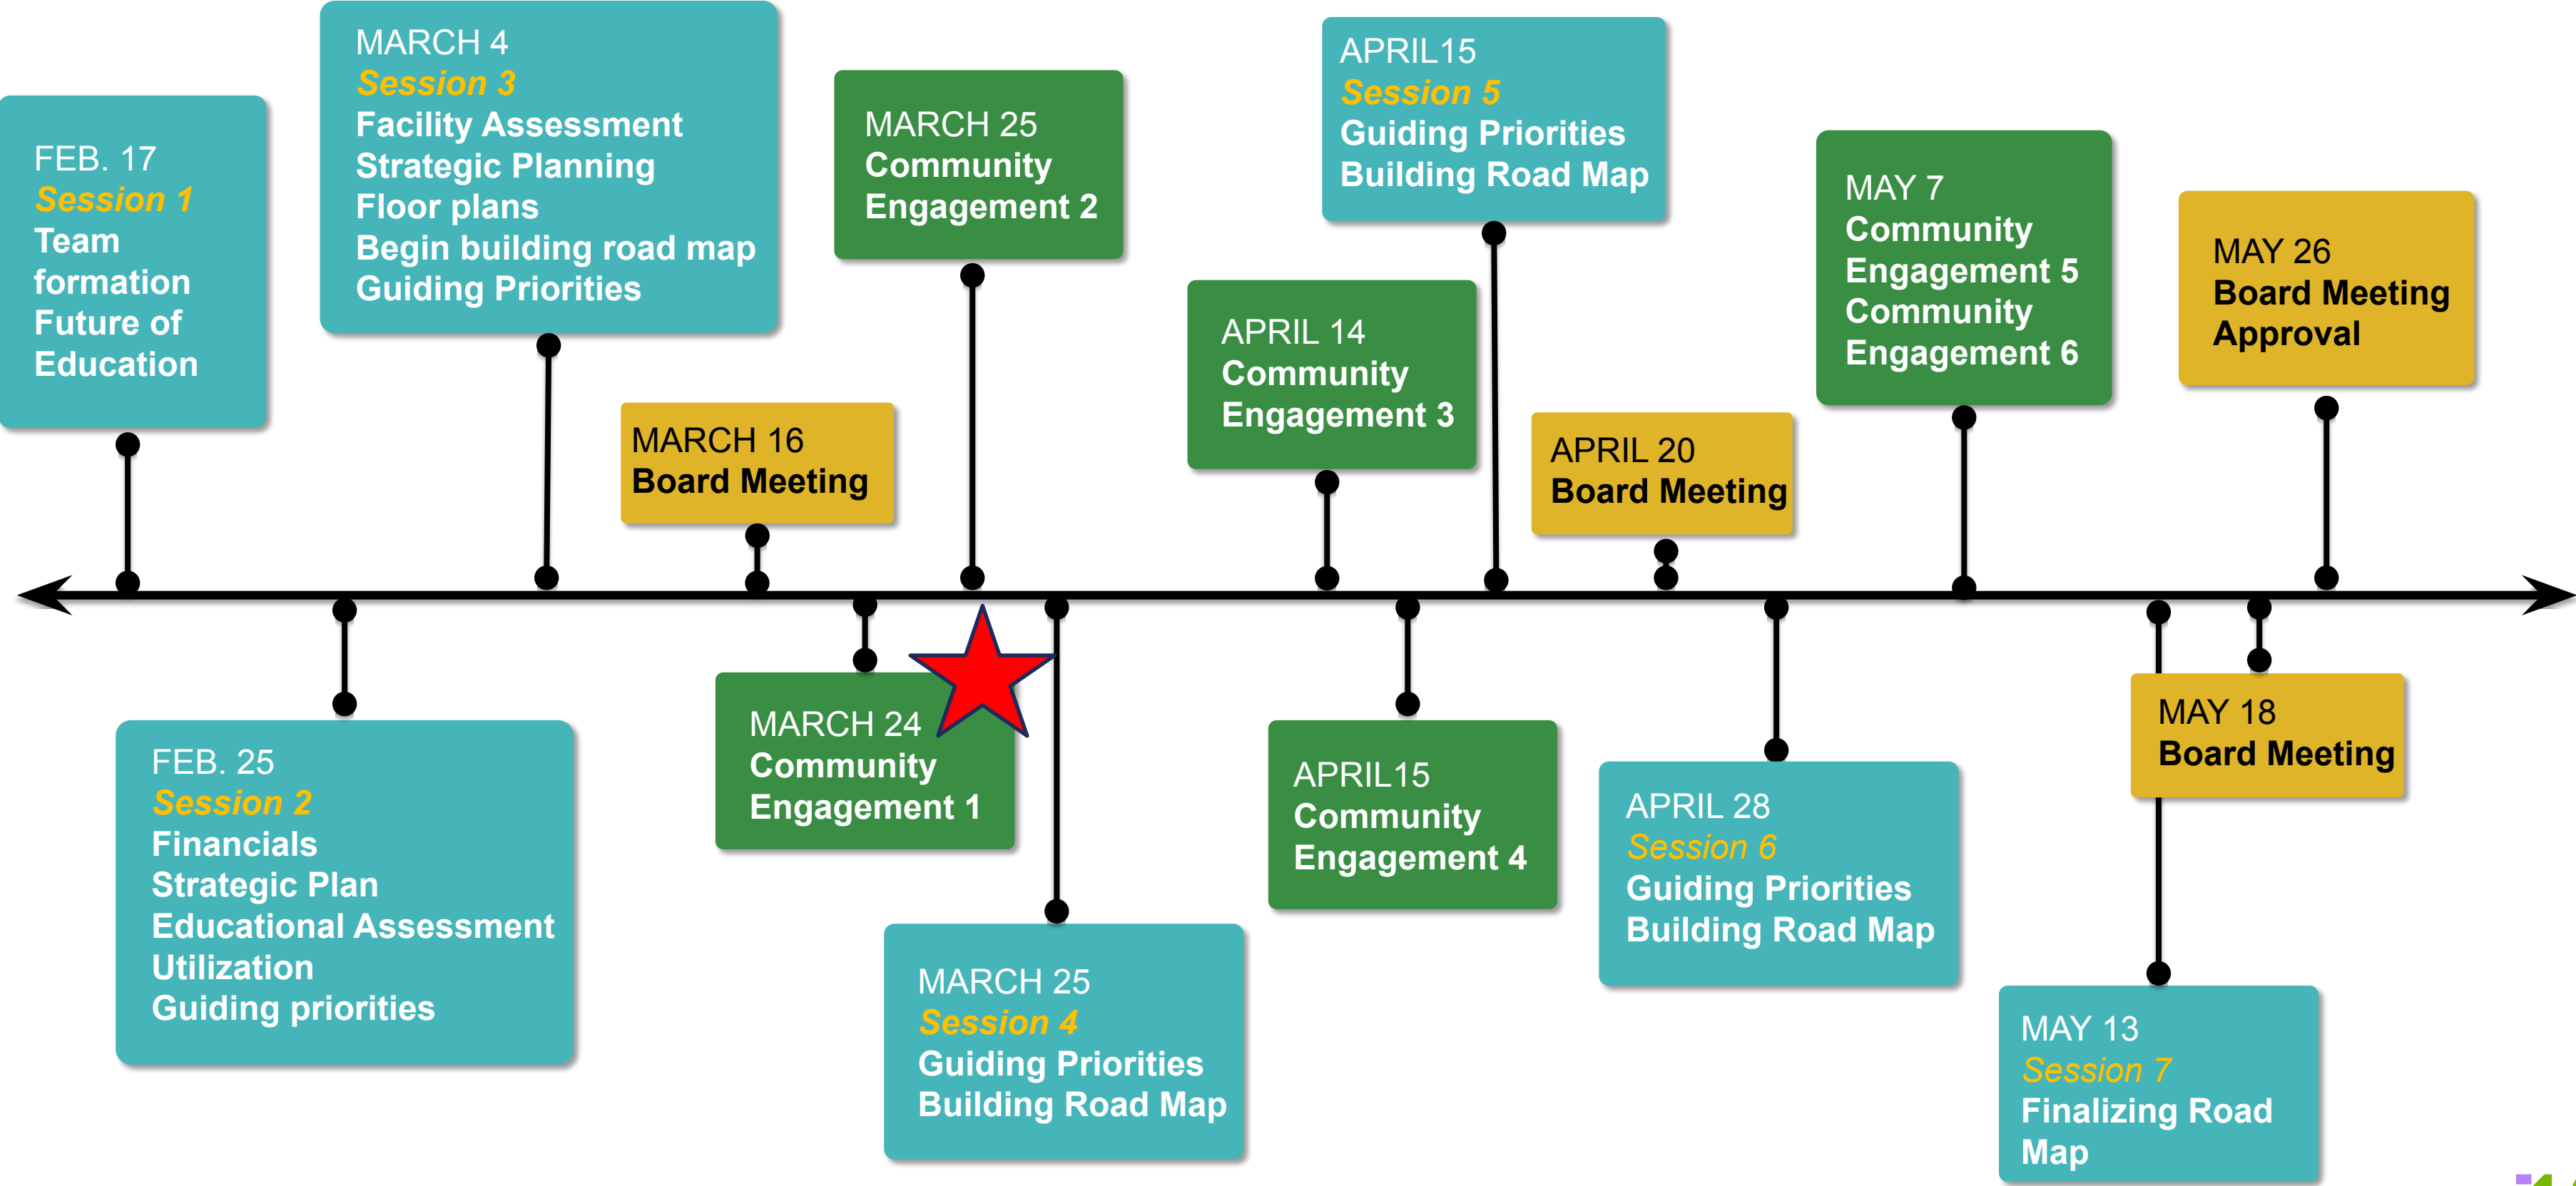 FEB. 17
Session 1
Team
formation
Future of
Education
MARCH 4
Session 3
Facility Assessment
Strategic Planning
Floor plans
Begin building road map
Guiding Priorities
MARCH 16
Board Meeting
MARCH 25
Community
Engagement 2
APRIL 14
Community
Engagement 3
APRIL15
Session 5
Guiding Priorities
Building Road Map
APRIL 20
Board Meeting
MAY 7
Community
Engagement 5
Community
Engagement 6
MAY 26
Board Meeting
Approval
FEB. 25
Session 2
Financials
Strategic Plan
Educational Assessment
Utilization
Guiding priorities
MARCH 24
Community
Engagement 1
MARCH 25
Session 4
Guiding Priorities
Building Road Map
APRIL15
Community
Engagement 4
APRIL 28
Session 6
Guiding Priorities
Building Road Map
MAY 18
Board Meeting
MAY 13
Session 7
Finalizing Road
Map